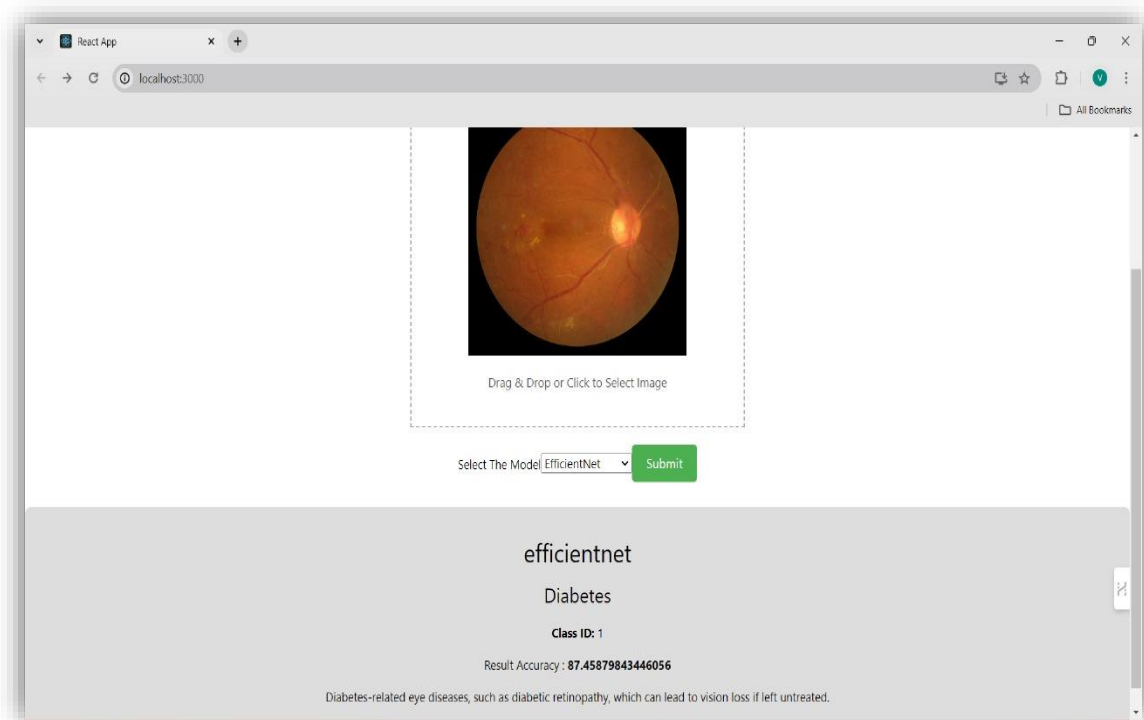 React App
localhost:3000
V
All Bookmarks
Drag & Drop or Click to Select Image
Select The Model EfficientNet Submit
efficientnet
Diabetes
Class ID: 1
Result Accuracy : 87.45879843446056
Diabetes-related eye diseases, such as diabetic retinopathy, which can lead to vision loss if left untreated.